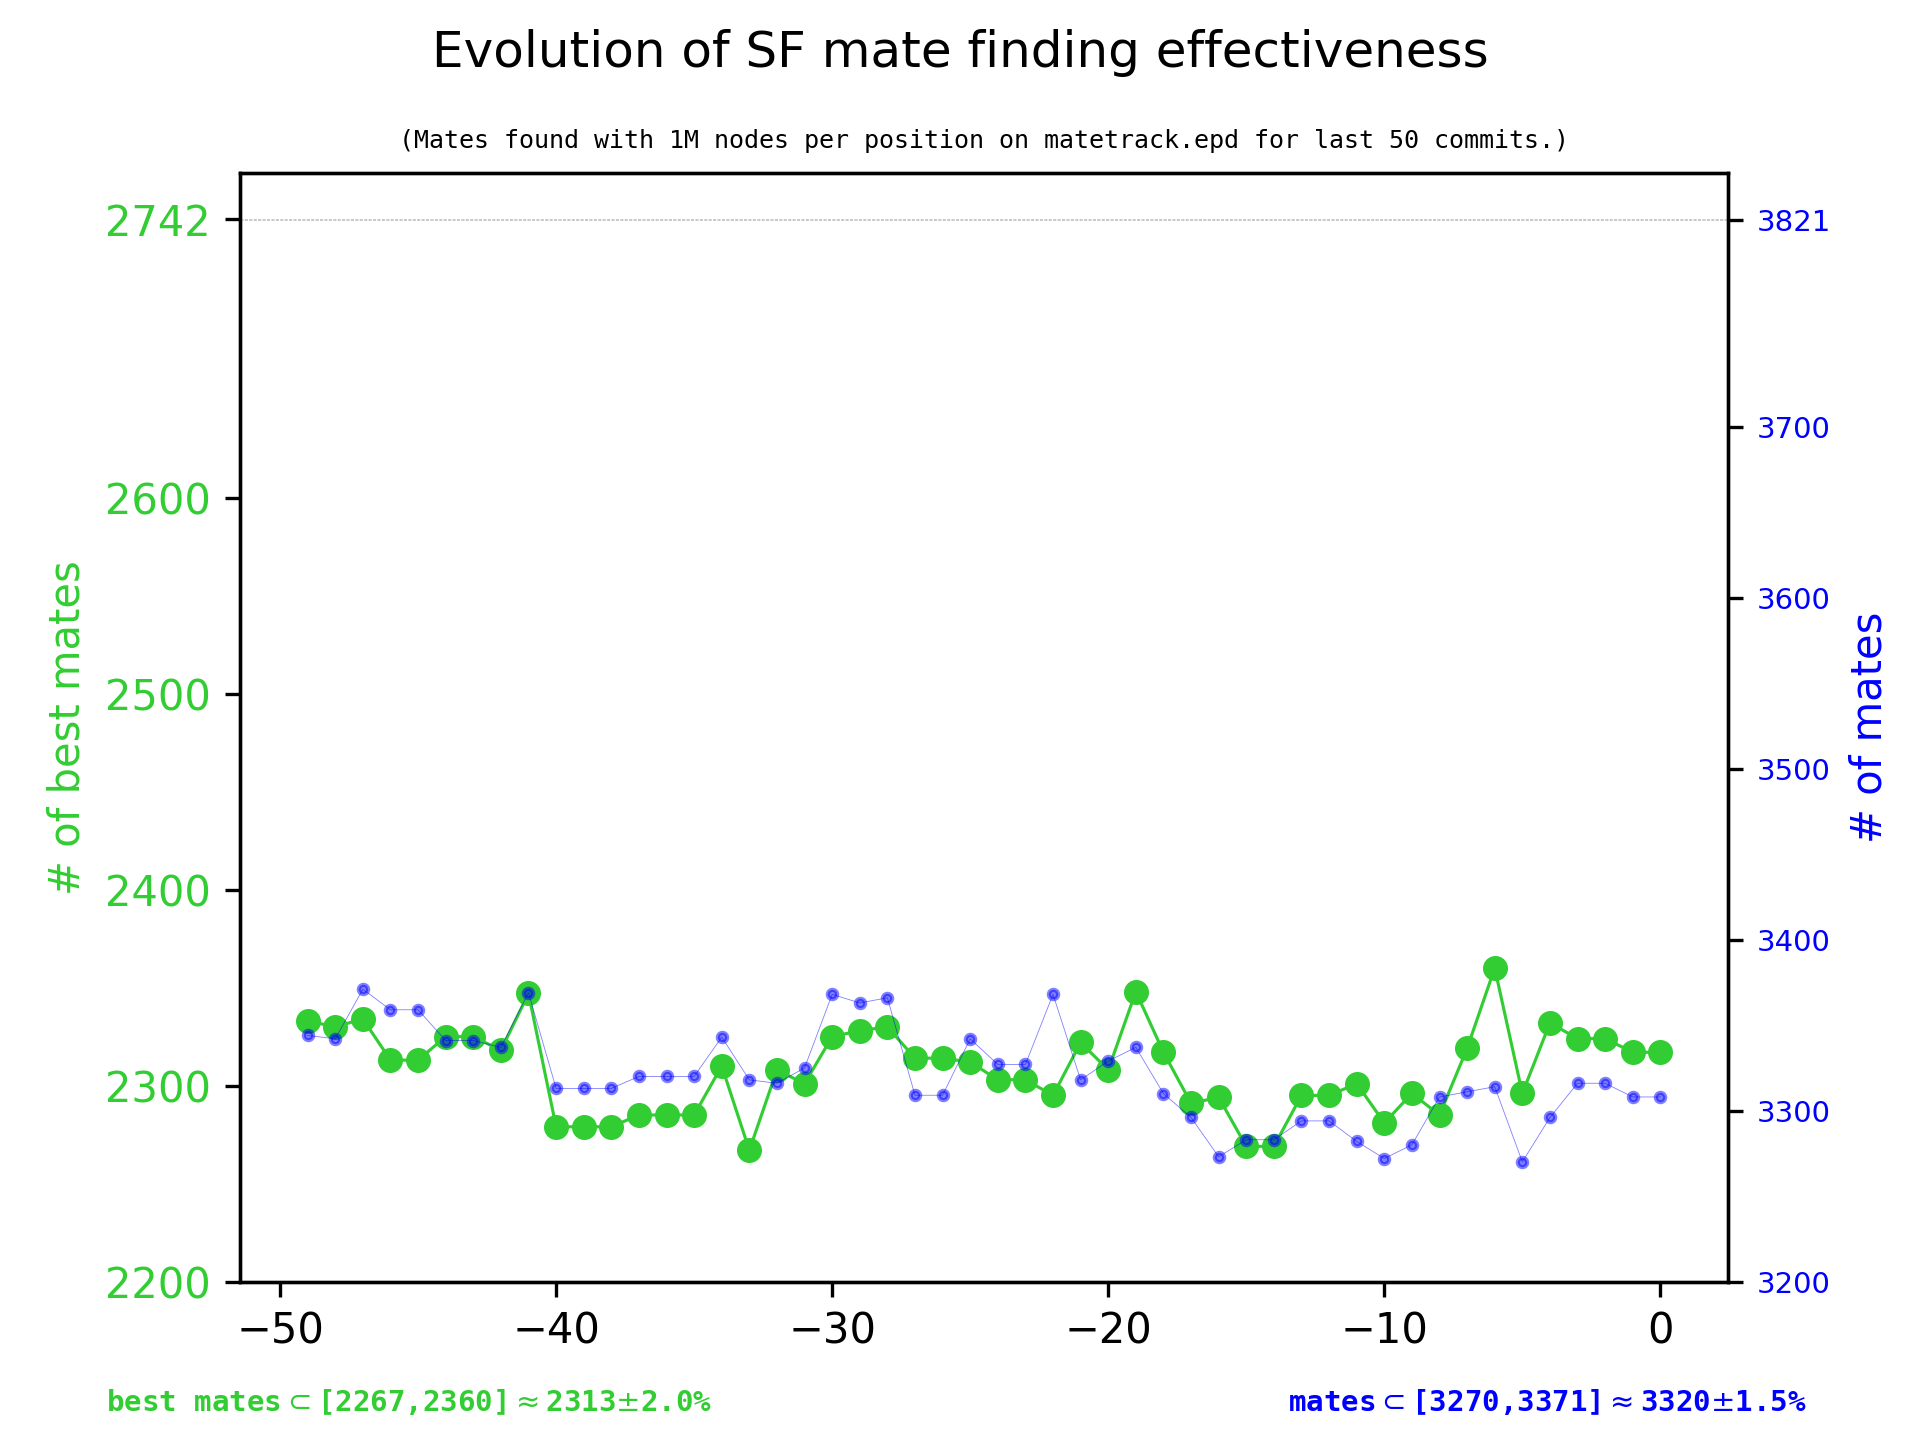 Evolution of SF mate finding effectiveness
(Mates found with 1M nodes per position on matetrack.epd for last 50 commits.)
# of best mates
2742
2600
2500
2400
2300
2200
3821
3700
3600
3500
3400
3300
3200
# of mates
−50 −40 −30 −20 −10 0
best mates ⊂ [2267,2360] ≈ 2313±2.0%
mates ⊂ [3270,3371] ≈ 3320±1.5%